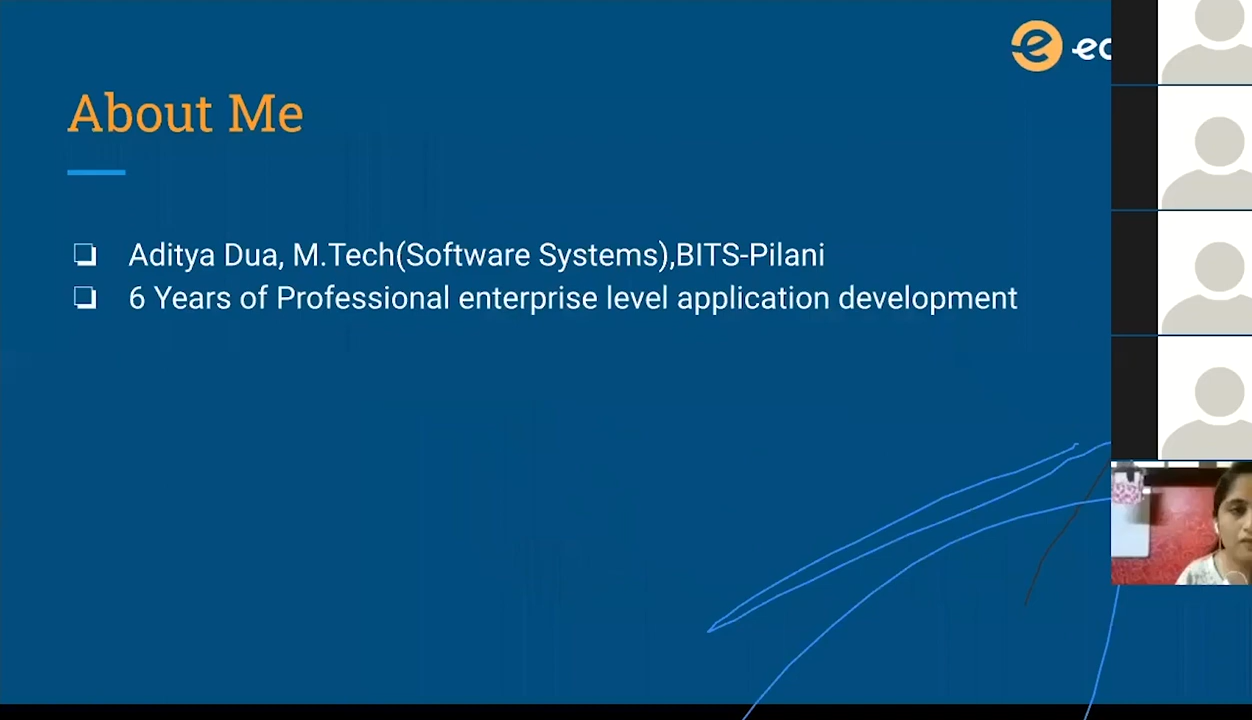 About Me
Aditya Dua, M.Tech(Software Systems),BITS-Pilani
6 Years of Professional enterprise level application development